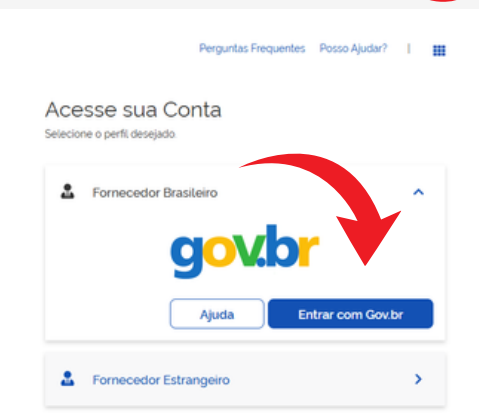 Perguntas Frequentes Posso Ajudar? |
Acesse sua Conta
Selecione o perfil desejado.
Fornecedor Brasileiro
gov.br
Ajuda Entrar com Gov.br
Fornecedor Estrangeiro